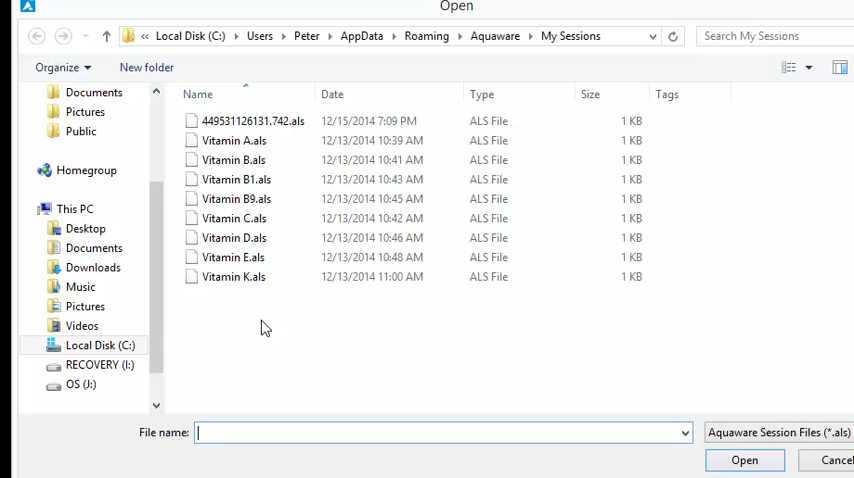 Open
« Local Disk (C:) › Users › Peter › AppData › Roaming › Aquaware › My Sessions
Search My Sessions
Organize
New folder
Name Date Type Size Tags
Documents
Pictures
Public
Homegroup
This PC
Desktop
Documents
Downloads
Music
Pictures
Videos
Local Disk (C:)
RECOVERY (I:)
OS (J:)
449531126131.742.als 12/15/2014 7:09 PM ALS File 1 KB
Vitamin A.als 12/13/2014 10:39 AM ALS File 1 KB
Vitamin B.als 12/13/2014 10:41 AM ALS File 1 KB
Vitamin B1.als 12/13/2014 10:43 AM ALS File 1 KB
Vitamin B9.als 12/13/2014 10:45 AM ALS File 1 KB
Vitamin C.als 12/13/2014 10:42 AM ALS File 1 KB
Vitamin D.als 12/13/2014 10:46 AM ALS File 1 KB
Vitamin E.als 12/13/2014 10:48 AM ALS File 1 KB
Vitamin K.als 12/13/2014 11:00 AM ALS File 1 KB
File name:
Aquaware Session Files (*.als)
Open
Cancel